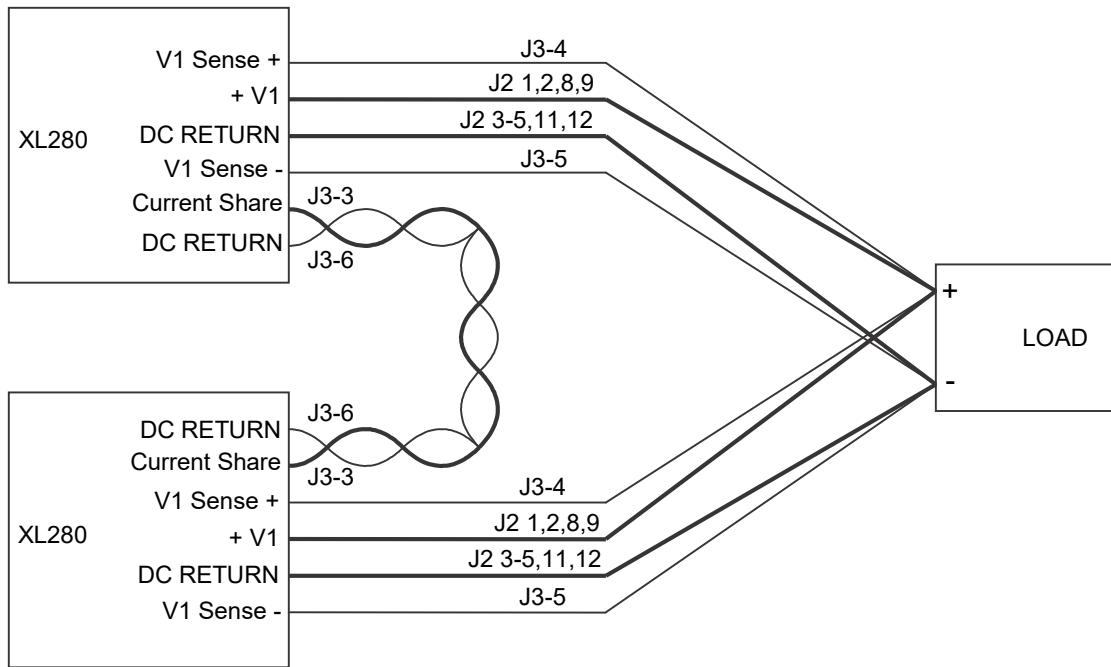 V1 Sense +
J3-4
+ V1
J2 1,2,8,9
XL280
DC RETURN
J2 3-5,11,12
V1 Sense -
J3-5
Current Share
J3-3
DC RETURN
J3-6
+
LOAD
-
DC RETURN
J3-6
Current Share
J3-3
V1 Sense +
J3-4
XL280
+ V1
J2 1,2,8,9
DC RETURN
J2 3-5,11,12
V1 Sense -
J3-5